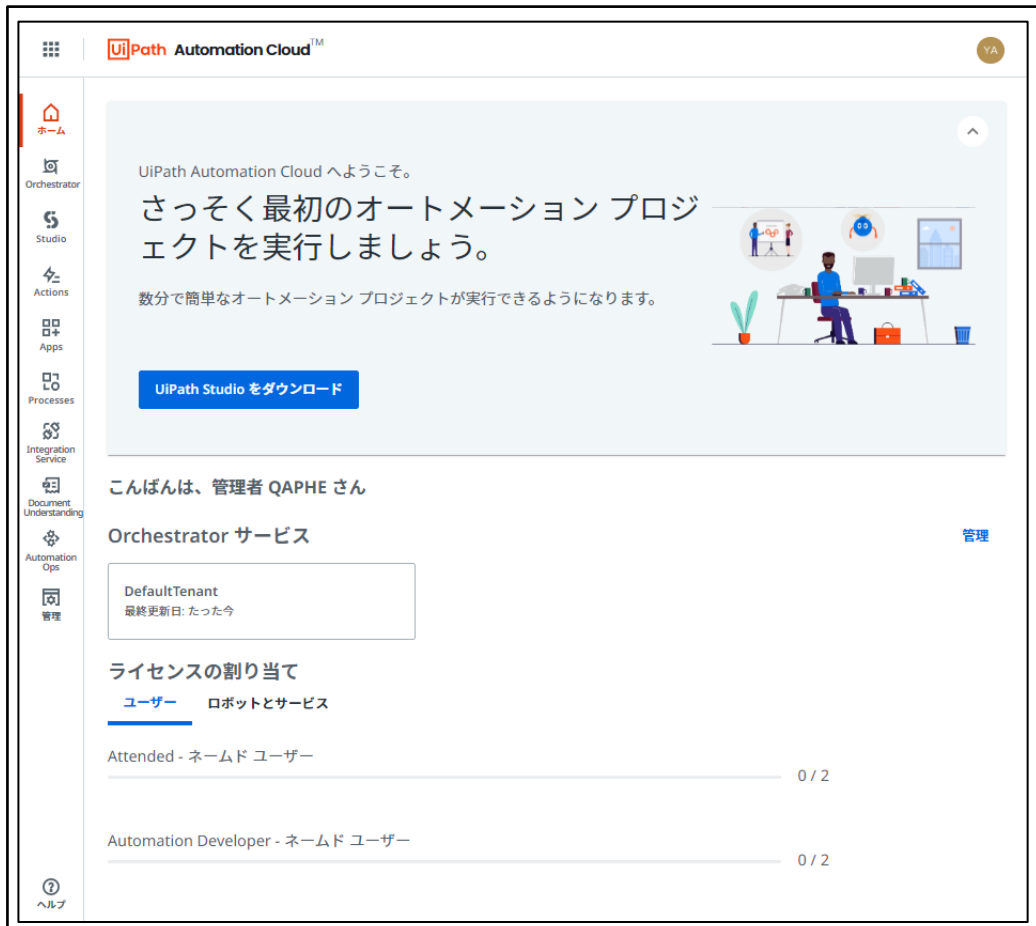 UiPath Automation Cloud™
YA
ホーム
Orchestrator
Studio
Actions
Apps
Processes
Integration
Service
Document
Understanding
Automation
Ops
管理
ヘルプ
UiPath Automation Cloud へようこそ。
さっそく最初のオートメーション プロジ
ェクトを実行しましょう。
数分で簡単なオートメーション プロジェクトが実行できるようになります。
UiPath Studio をダウンロード
こんばんは、管理者 QAPHE さん
Orchestrator サービス
管理
DefaultTenant
最終更新日: たった今
ライセンスの割り当て
ユーザー
ロボットとサービス
Attended - ネームド ユーザー
0 / 2
Automation Developer - ネームド ユーザー
0 / 2